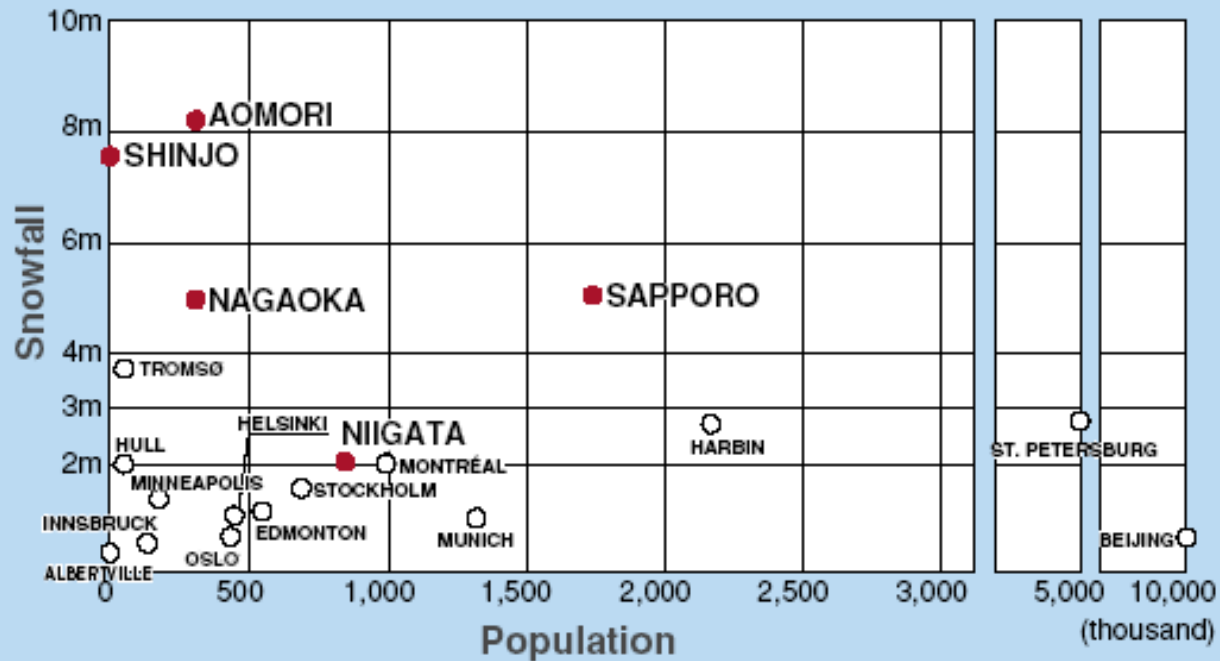 10m
AOMORI
8m
SHINJO
6m
NAGAOKA
SAPPORO
Snowfall
4m
TROMSØ
3m
HELSINKI
NIIGATA
HARBIN
HULL
ST. PETERSBURG
2m
MONTRÉAL
MINNEAPOLIS
STOCKHOLM
INNSBRUCK
EDMONTON
MUNICH
BEIJING
OSLO
ALBERTVILLE
0 500 1,000 1,500 2,000 2,500 3,000 5,000 10,000
(thousand)
Population